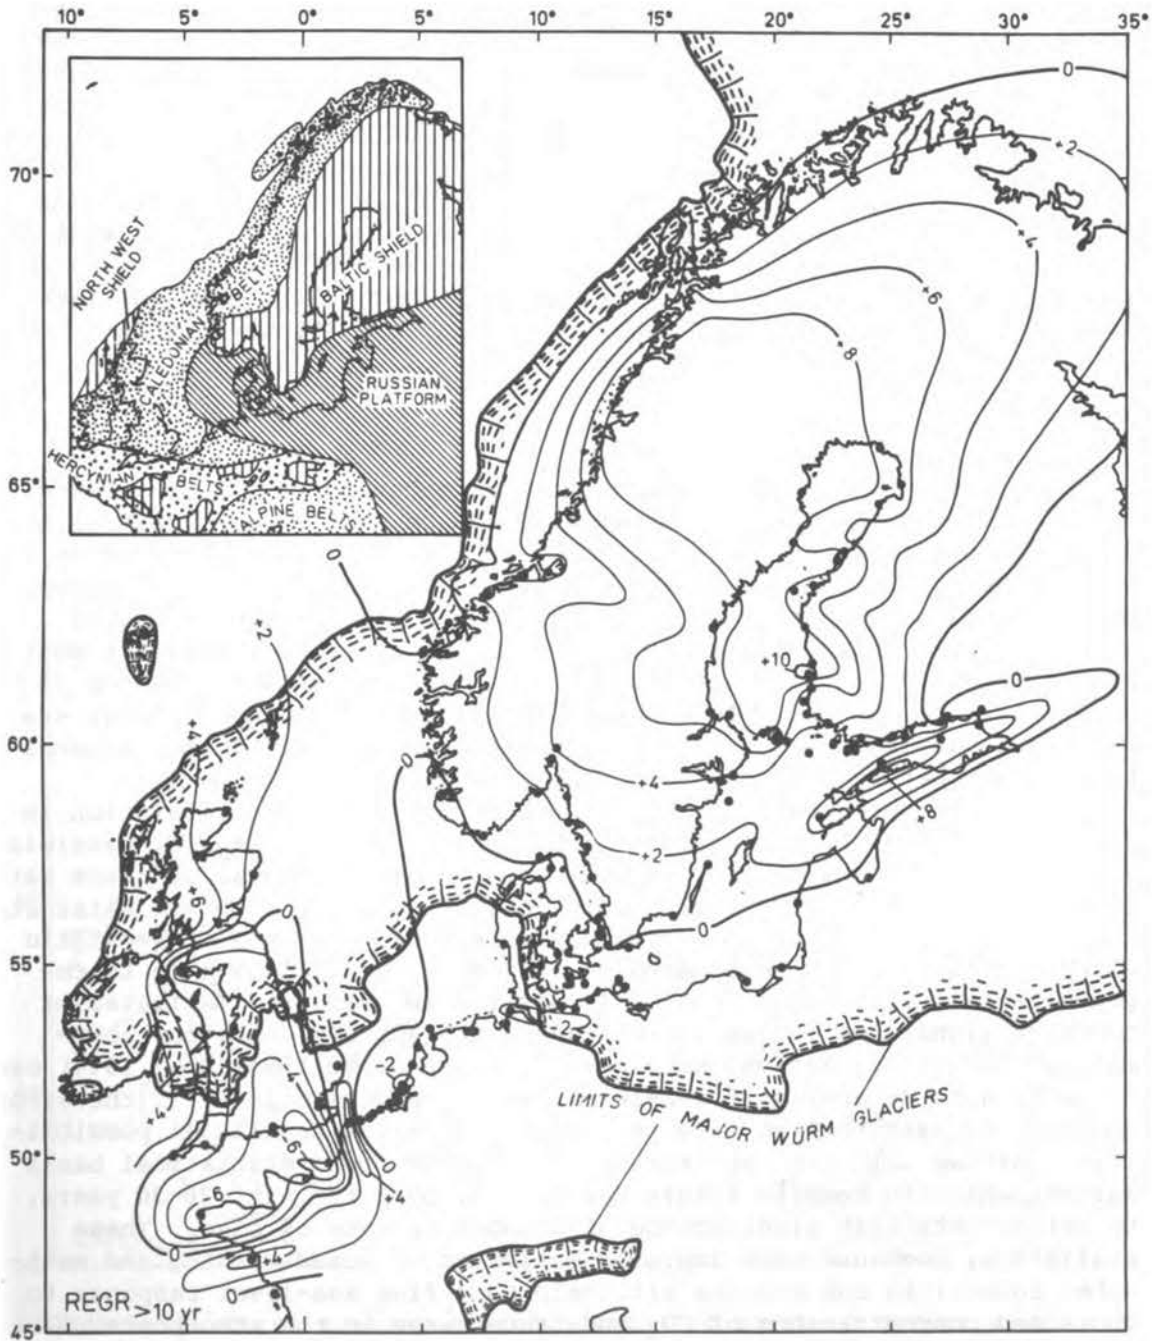 10° 5° 0° 5° 10° 15° 20° 25° 30° 35°
0
+2
70°
NORTH WEST
SHIELD
CALEDONIAN BELT
BALTIC SHIELD
RUSSIAN
PLATFORM
HERCYNIAN BELTS
ALPINE BELTS
4
+6
+8
65°
0
+2
+10
0
60°
+4
+4
0
+8
+2
+6
0
0
55°
-2
-2
LIMITS OF MAJOR WÜRM GLACIERS
-4
50°
0
+4
+6
0
+4
0
REGR >10 yr
45°